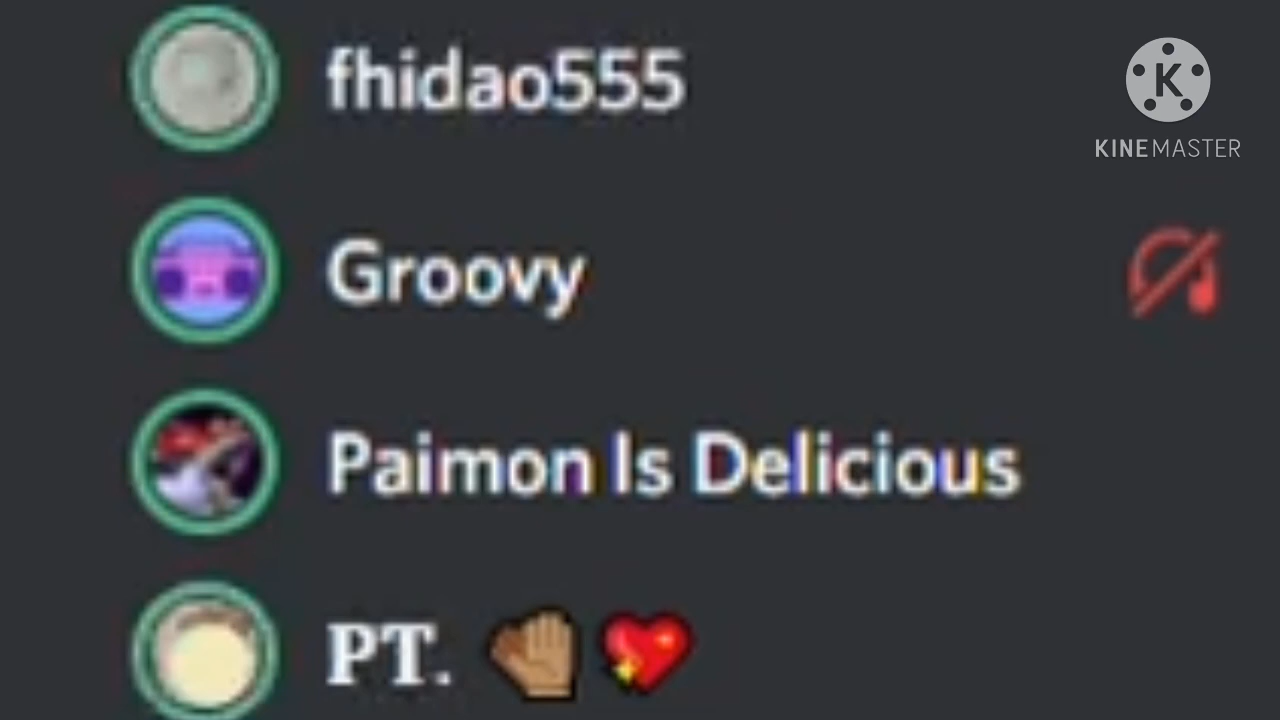 fhidao555
K
KINEMASTER
Groovy
Paimon Is Delicious
PT. 👏🏽 💖